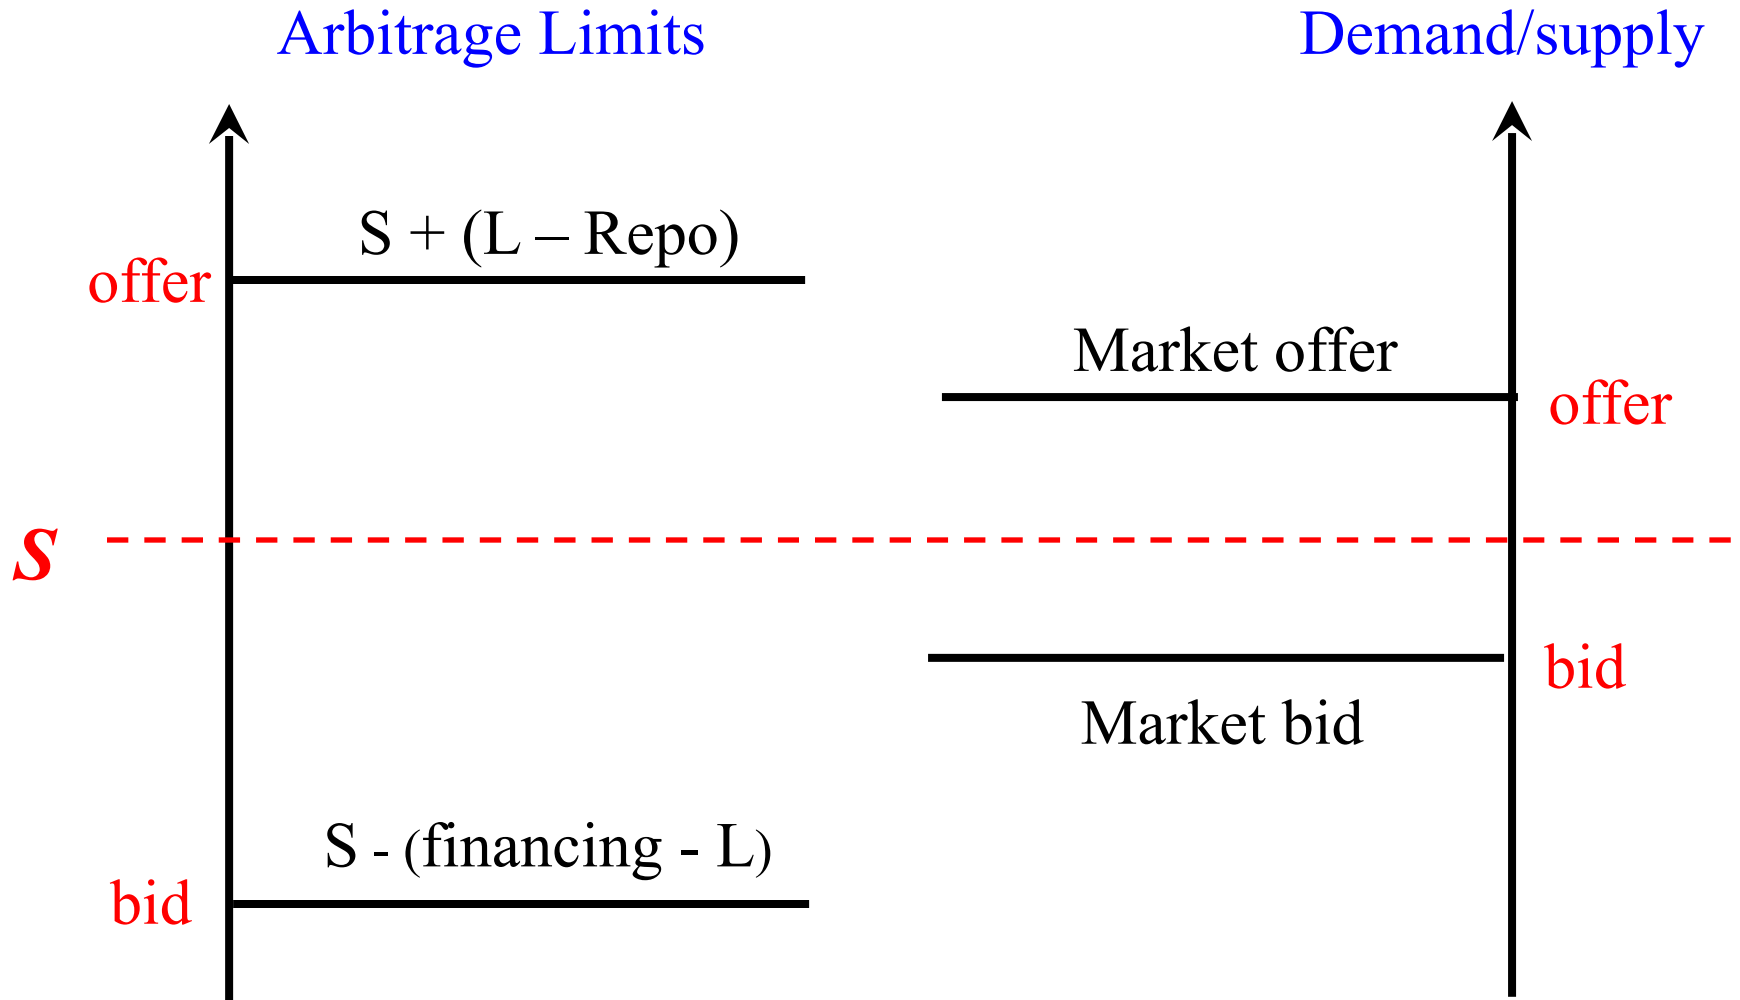 Arbitrage Limits
Demand/supply
S + (L – Repo)
offer
Market offer
offer
S
bid
Market bid
S - (financing - L)
bid